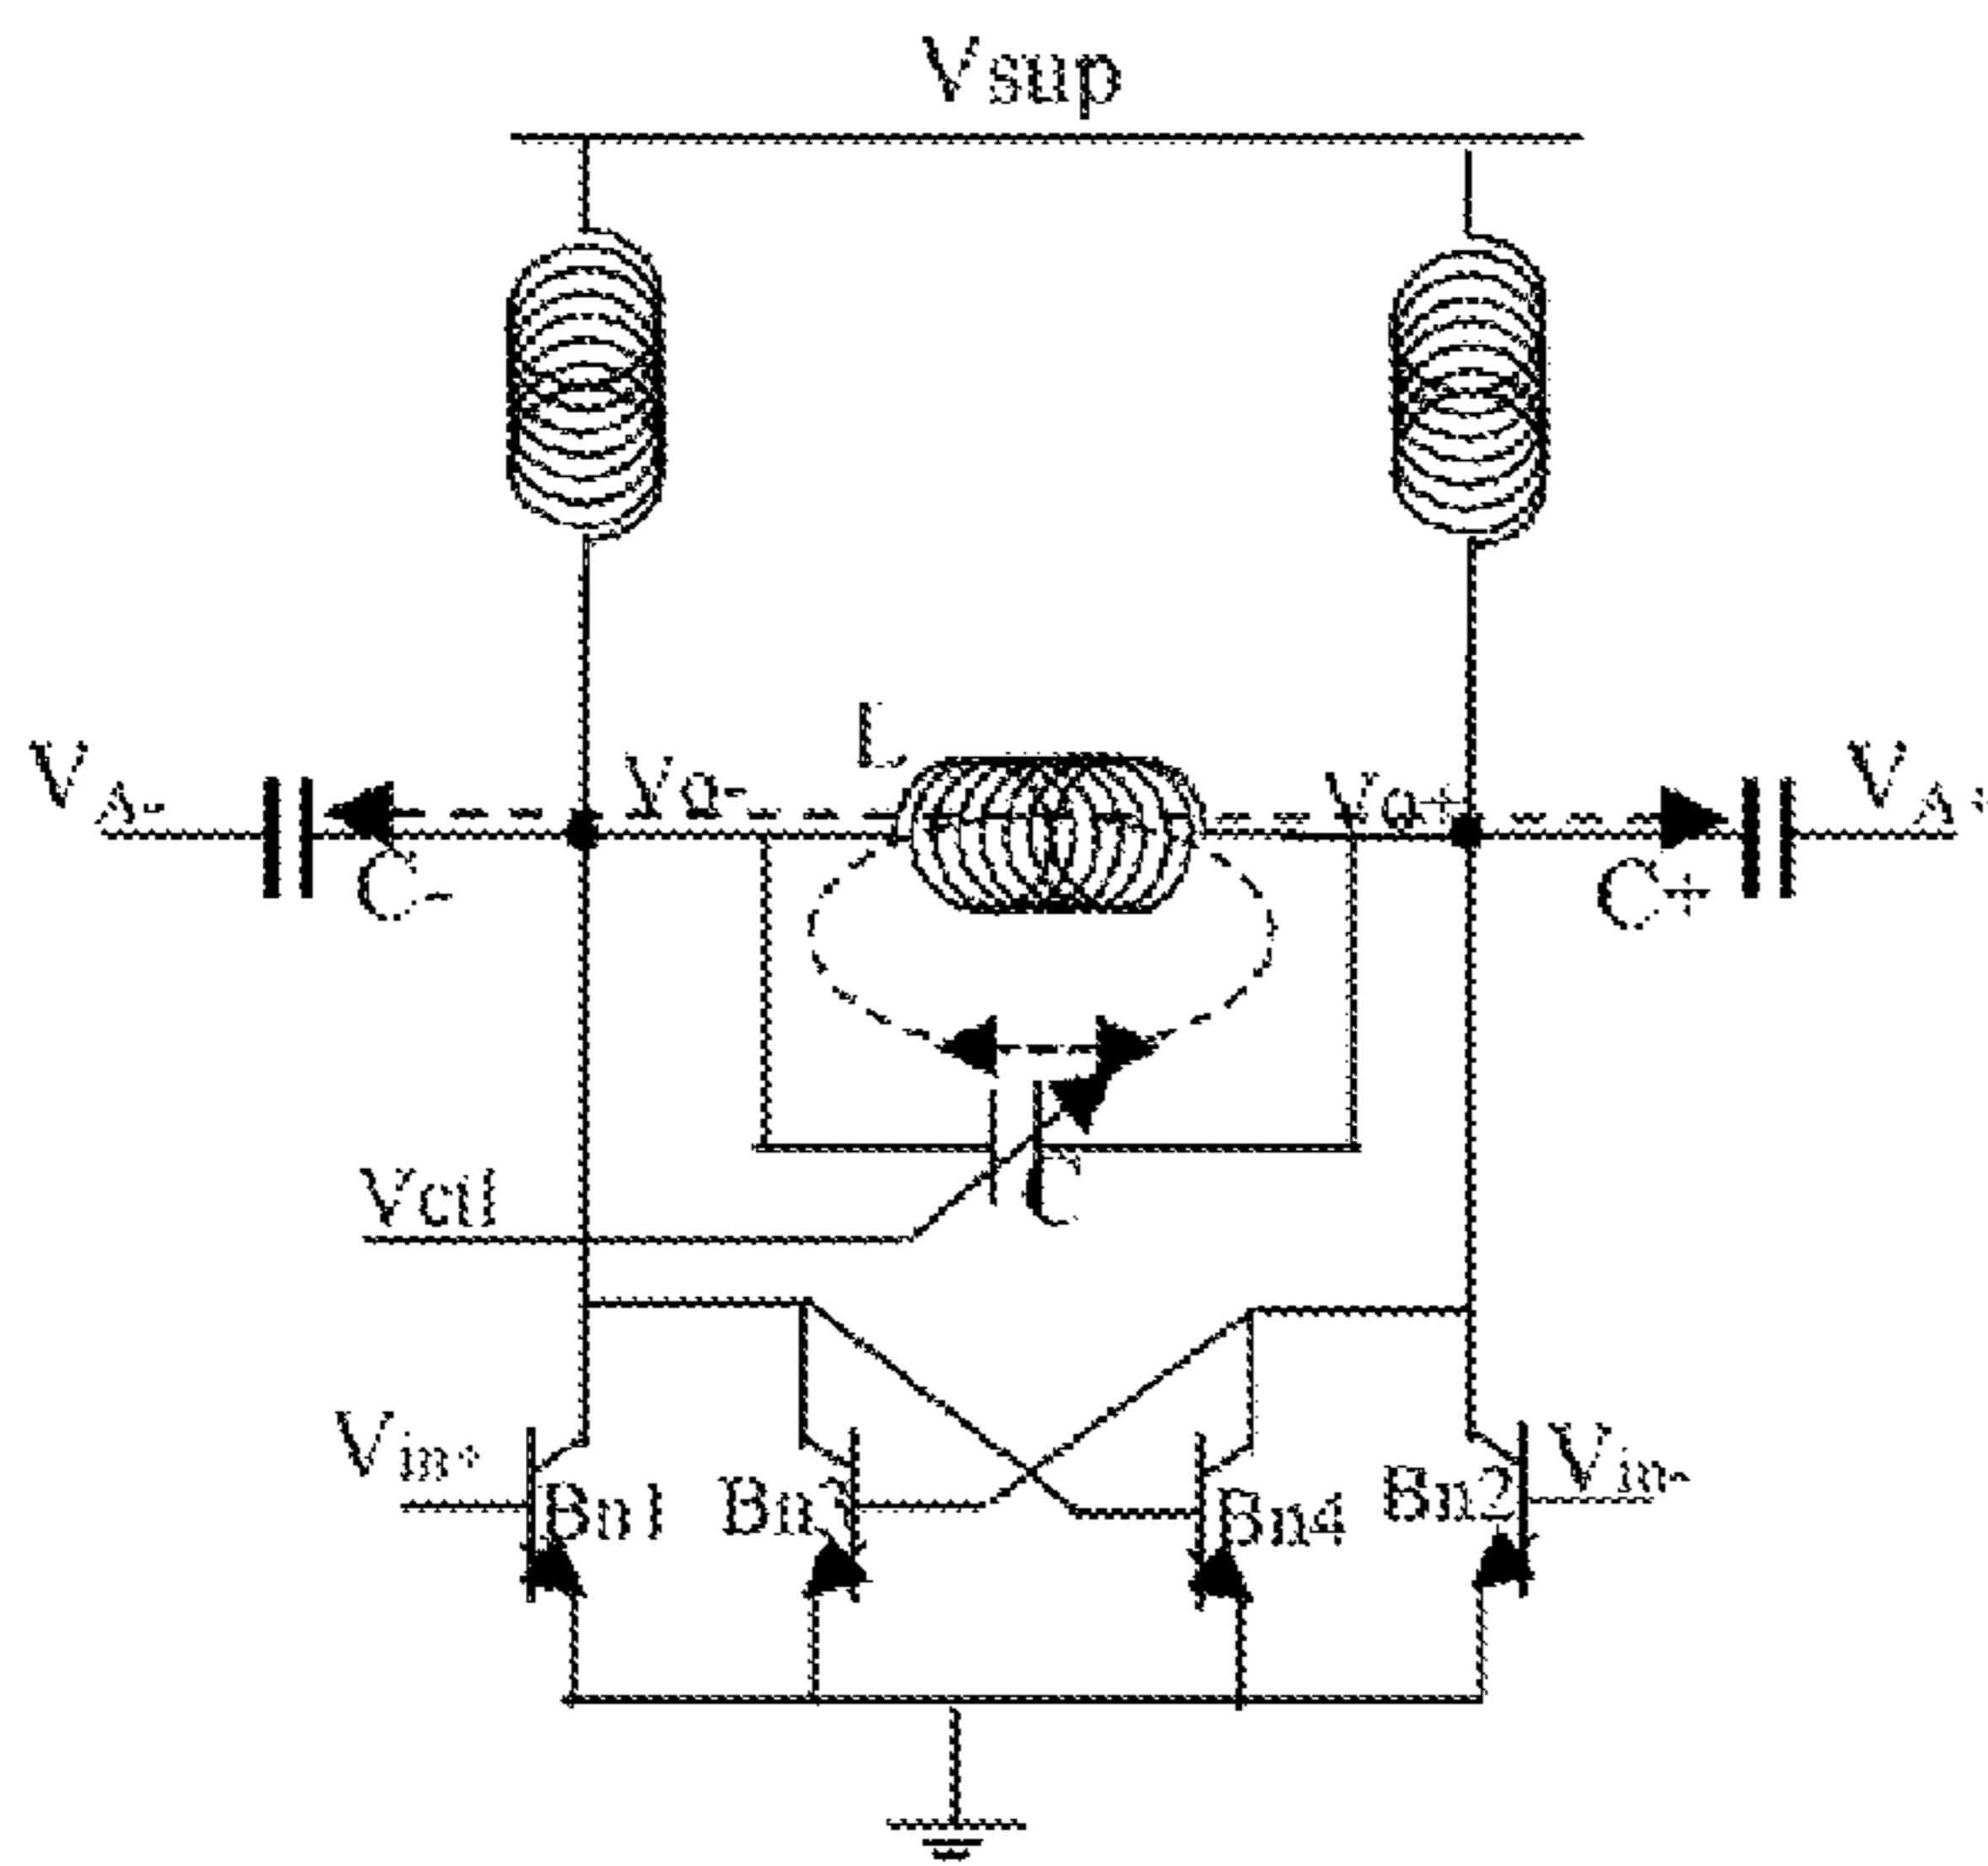 Vsup
L
VA-
Vo-
Vo+
VA+
C-
C+
Vctl
C
Vin+
Bn1
Bn3
Bn4
Bn2
Vin-